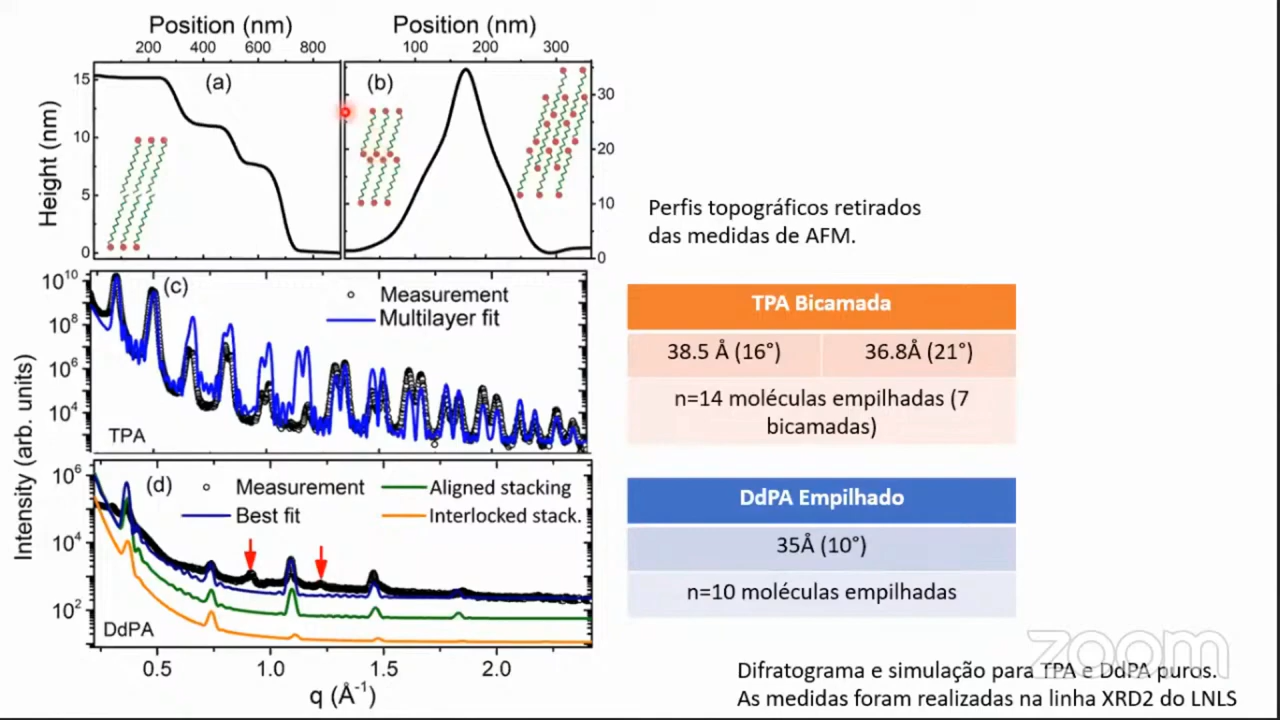 Position (nm)
Position (nm)
200 400 600 800
100 200 300
15
10
5
0
Height (nm)
(a)
(b)
30
20
10
0
Perfis topográficos retirados
das medidas de AFM.
10^10
10^8
10^6
10^4
(c)
Measurement
Multilayer fit
TPA
Intensity (arb. units)
10^6
10^4
10^2
(d)
Measurement
Aligned stacking
Best fit
Interlocked stack.
DdPA
0.5 1.0 1.5 2.0
q (Å^-1)
TPA Bicamada
38.5 Å (16°) 36.8Å (21°)
n=14 moléculas empilhadas (7
bicamadas)
DdPA Empilhado
35Å (10°)
n=10 moléculas empilhadas
zoom
Difratograma e simulação para TPA e DdPA puros.
As medidas foram realizadas na linha XRD2 do LNLS